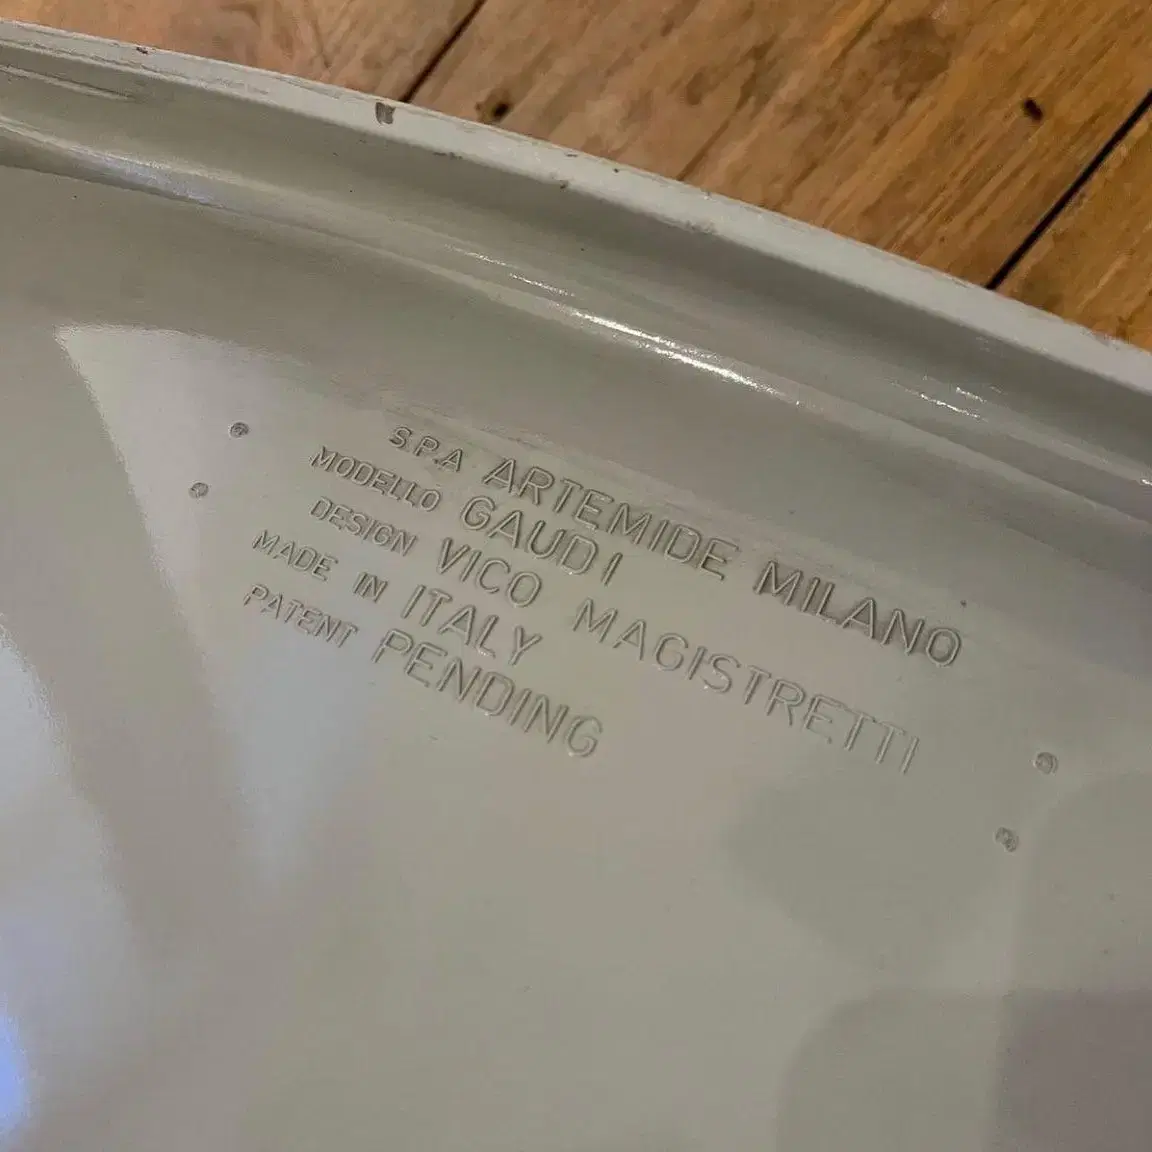 S.P.A ARTEMIDE MILANO
MODELLO GAUDI
DESIGN VICO MAGISTRETTI
MADE IN ITALY
PATENT PENDING